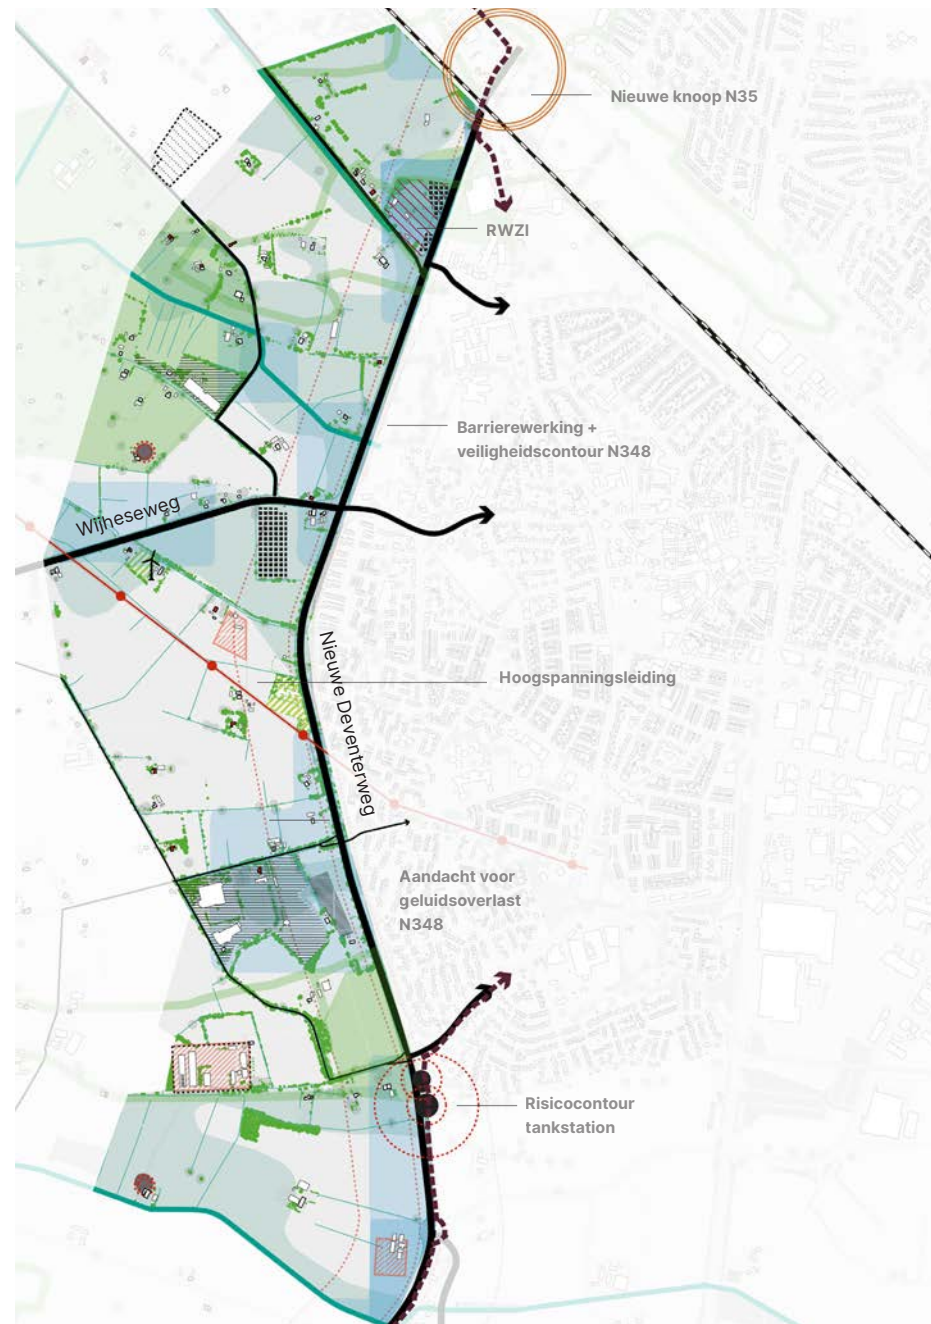 Nieuwe knoop N35
RWZI
Barrierewerking +
veiligheidscontour N348
Wijheseweg
Hoogspanningsleiding
Nieuwe Deventerweg
Aandacht voor
geluidsoverlast
N348
Risicocontour
tankstation